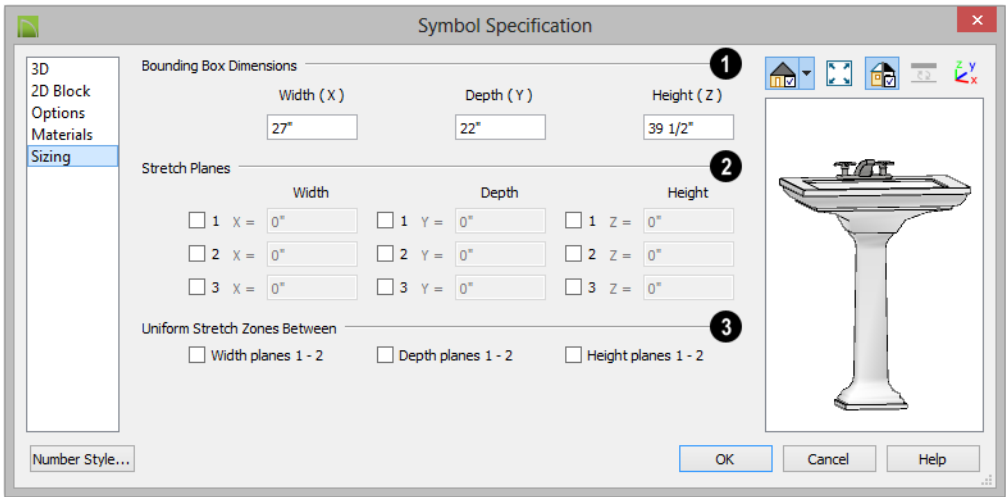 Symbol Specification
3D
2D Block
Options
Materials
Sizing
Bounding Box Dimensions 1
Width ( X ) Depth ( Y ) Height ( Z )
27" 22" 39 1/2"
Stretch Planes 2
Width Depth Height
1 X = 0" 1 Y = 0" 1 Z = 0"
2 X = 0" 2 Y = 0" 2 Z = 0"
3 X = 0" 3 Y = 0" 3 Z = 0"
Uniform Stretch Zones Between 3
Width planes 1 - 2 Depth planes 1 - 2 Height planes 1 - 2
z y
x
Number Style... OK Cancel Help